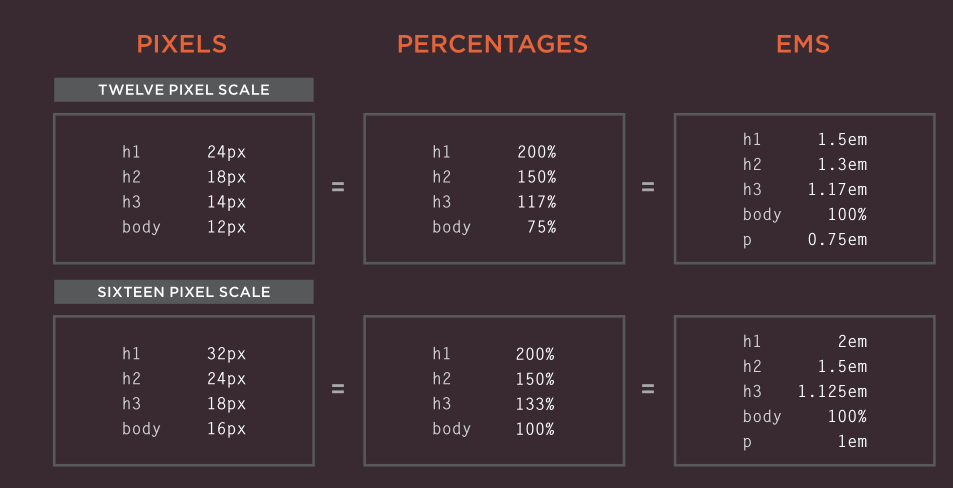 PIXELS PERCENTAGES EMS
TWELVE PIXEL SCALE
h1 24px
h2 18px
h3 14px
body 12px
=
h1 200%
h2 150%
h3 117%
body 75%
=
h1 1.5em
h2 1.3em
h3 1.17em
body 100%
p 0.75em
SIXTEEN PIXEL SCALE
h1 32px
h2 24px
h3 18px
body 16px
=
h1 200%
h2 150%
h3 133%
body 100%
=
h1 2em
h2 1.5em
h3 1.125em
body 100%
p 1em